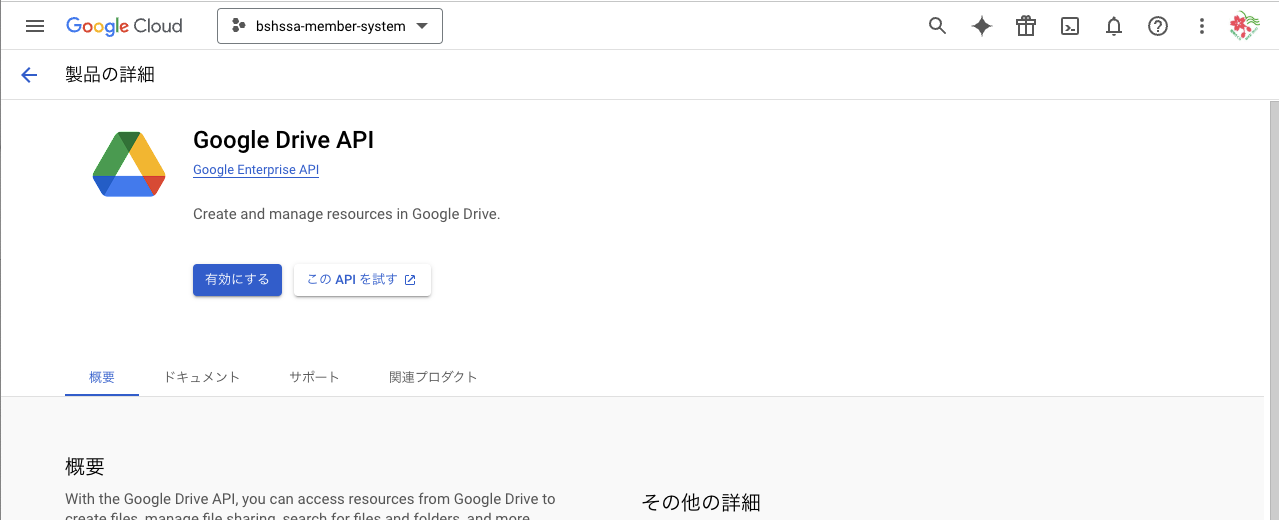 Google Cloud
bshssa-member-system
製品の詳細
Google Drive API
Google Enterprise API
Create and manage resources in Google Drive.
有効にする
この API を試す
概要
ドキュメント
サポート
関連プロダクト
概要
With the Google Drive API, you can access resources from Google Drive to
create files, manage file sharing, search for files and folders, and more.
その他の詳細